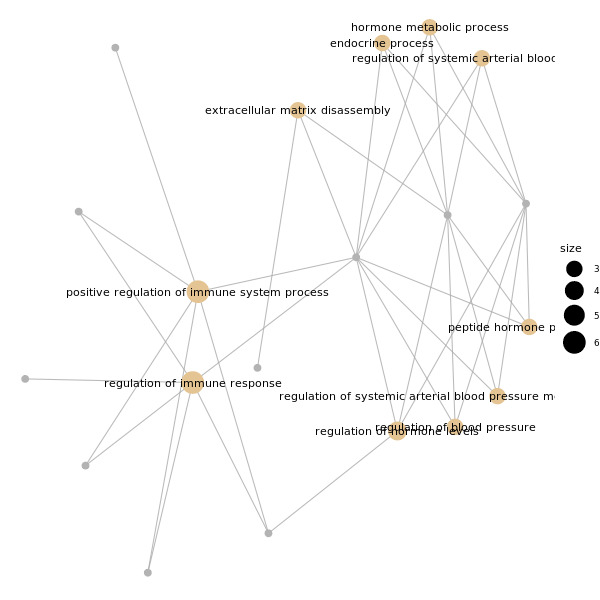 hormone metabolic process
endocrine process
regulation of systemic arterial blood
extracellular matrix disassembly
size
3
4
5
6
positive regulation of immune system process
peptide hormone p
regulation of immune response
regulation of systemic arterial blood pressure m
regulation of blood pressure
regulation of hormone levels